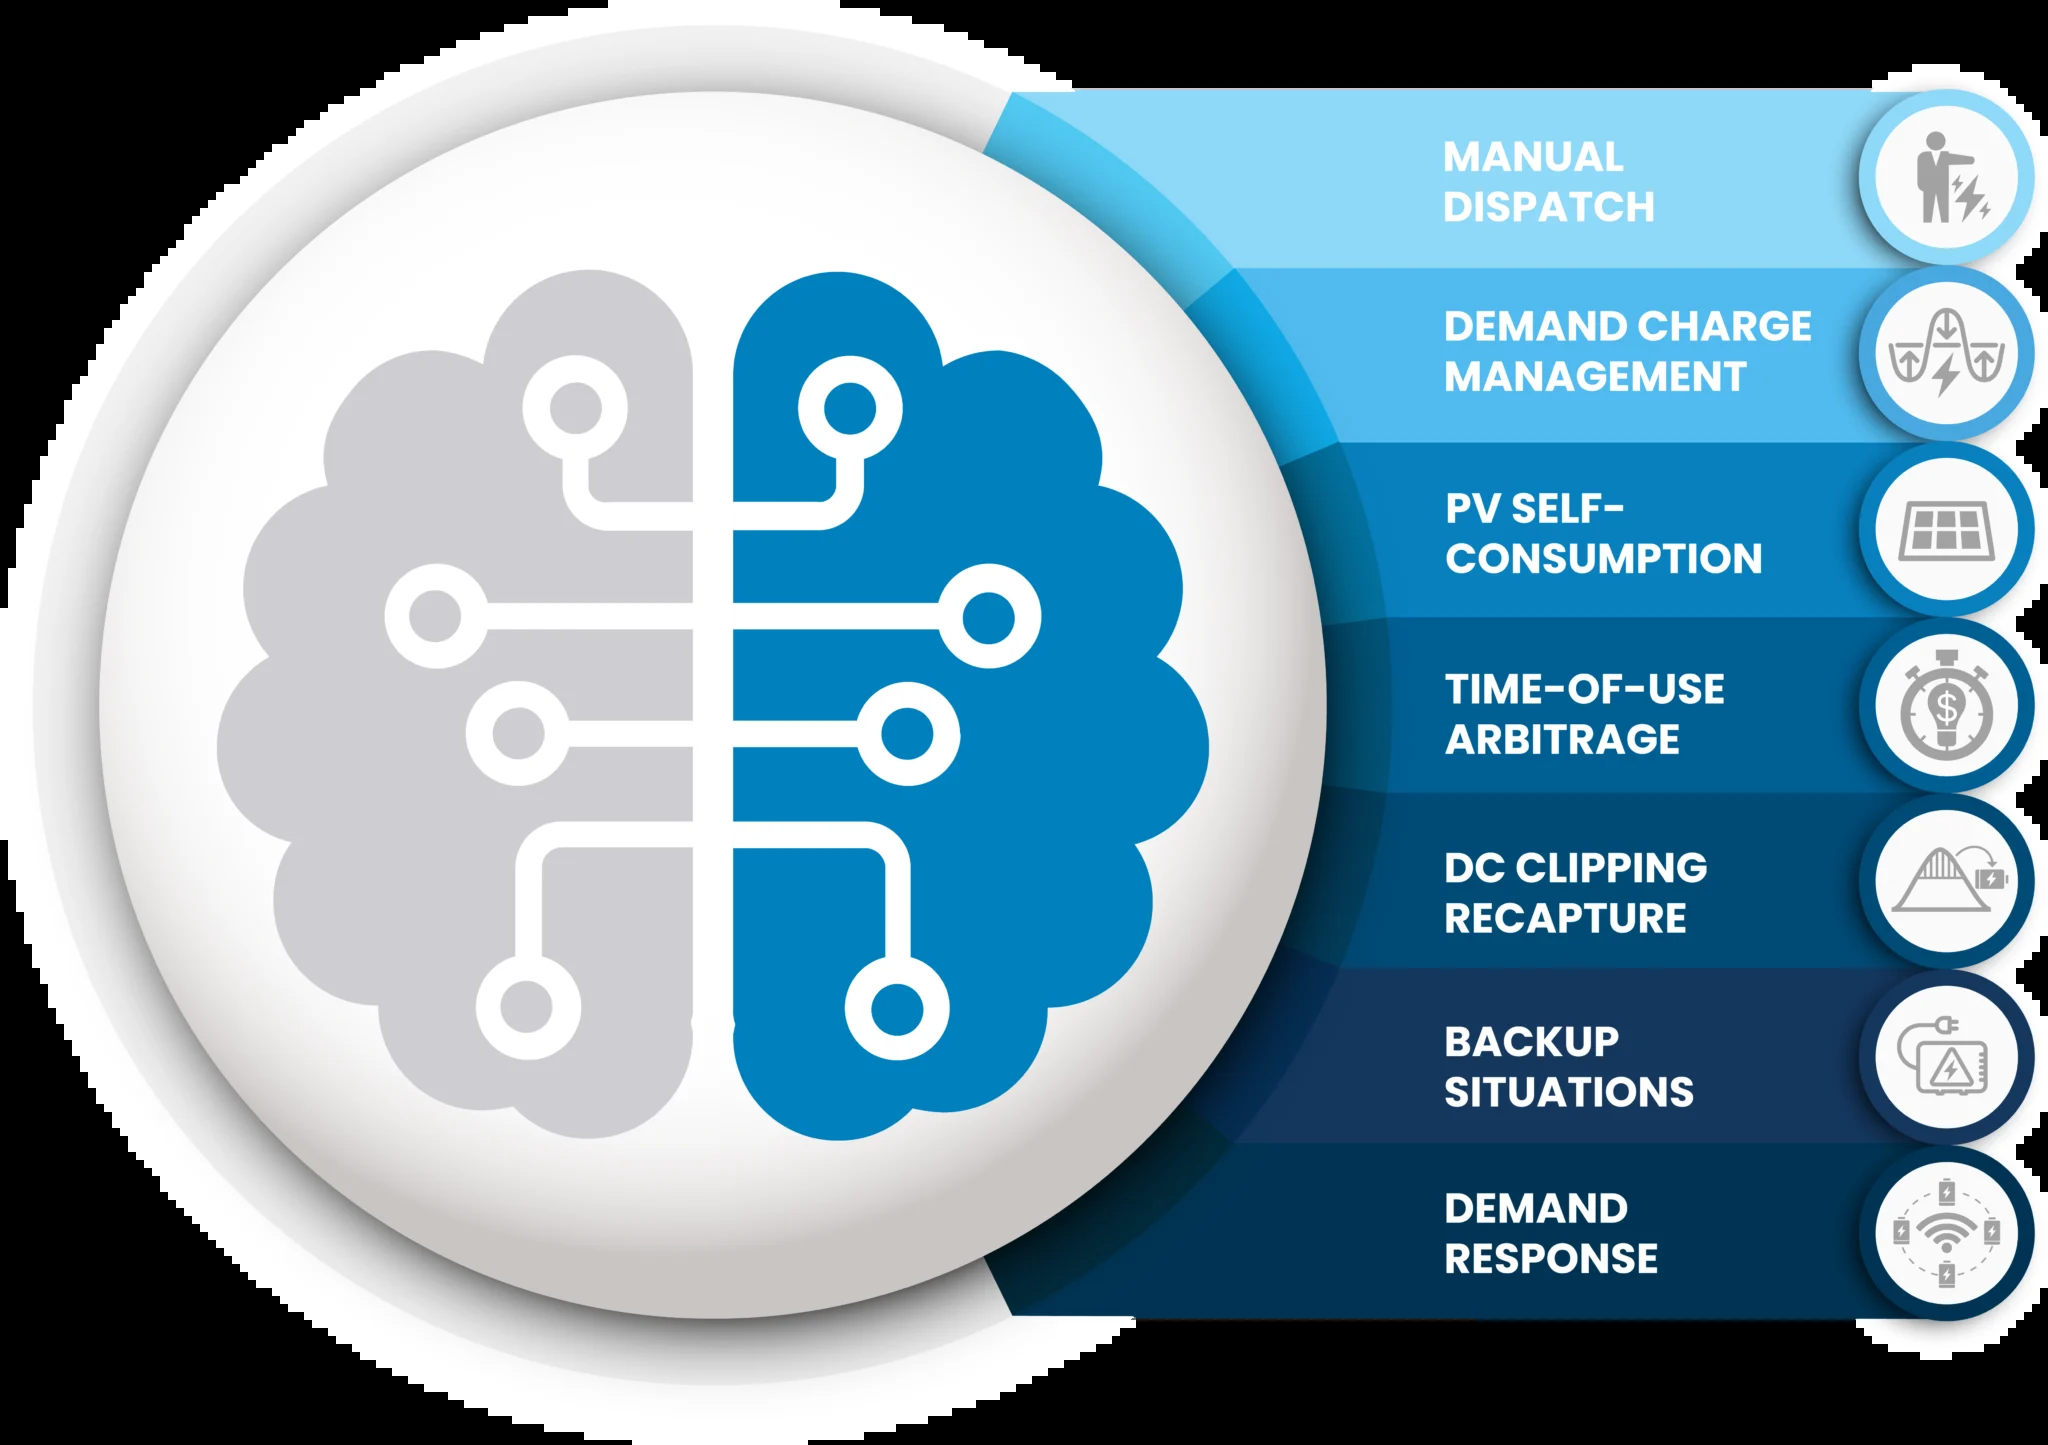 MANUAL
DISPATCH
DEMAND CHARGE
MANAGEMENT
PV SELF-
CONSUMPTION
TIME-OF-USE
ARBITRAGE
$
DC CLIPPING
RECAPTURE
BACKUP
SITUATIONS
DEMAND
RESPONSE